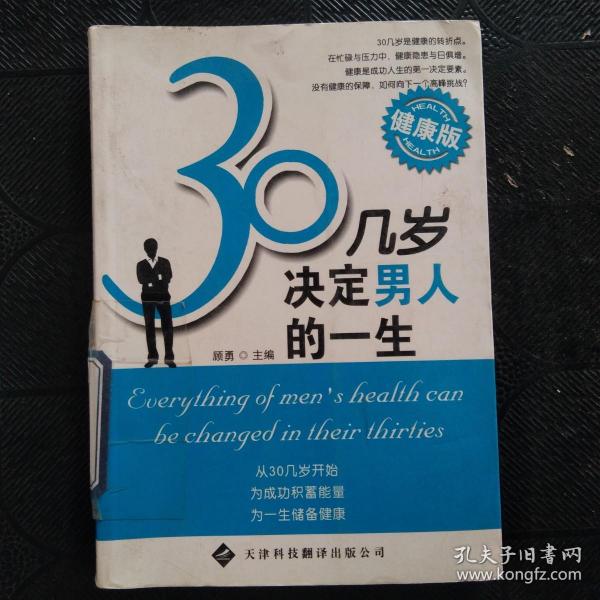 30几岁是健康的转折点。
在忙碌与压力中，健康隐患与日俱增。
健康是成功人生的第一决定要素。
没有健康的保障，如何向下一个高峰挑战？
HEALTH
健康版
HEALTH
30几岁
决定男人
的一生
顾勇◎主编
Everything of men's health can
be changed in their thirties
从30几岁开始
为成功积蓄能量
为一生储备健康
天津科技翻译出版公司
孔夫子旧书网
www.kongfz.com